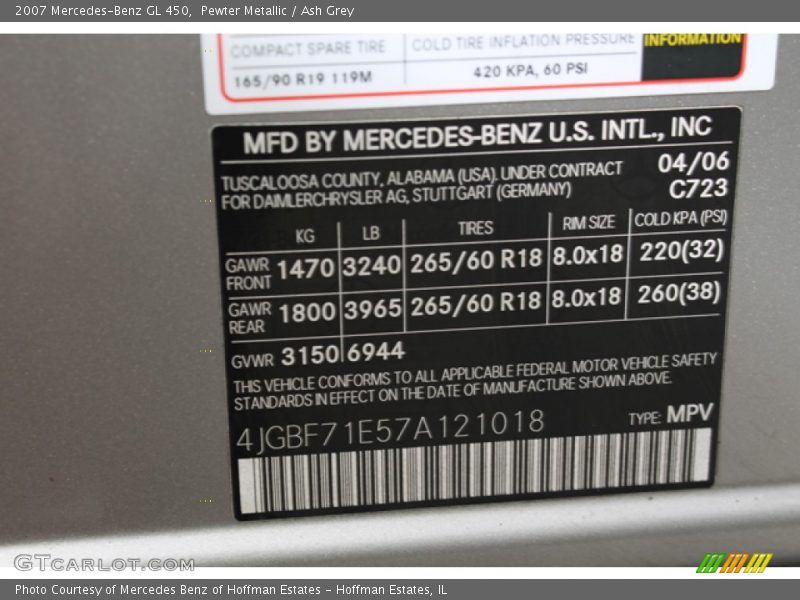 2007 Mercedes-Benz GL 450, Pewter Metallic / Ash Grey
COMPACT SPARE TIRE COLD TIRE INFLATION PRESSURE INFORMATION
165/90 R19 119M 420 KPA, 60 PSI
MFD BY MERCEDES-BENZ U.S. INTL., INC
TUSCALOOSA COUNTY, ALABAMA (USA). UNDER CONTRACT 04/06
FOR DAIMLERCHRYSLER AG, STUTTGART (GERMANY) C723
KG LB TIRES RIM SIZE COLD KPA (PSI)
GAWR FRONT 1470 3240 265/60 R18 8.0x18 220(32)
GAWR REAR 1800 3965 265/60 R18 8.0x18 260(38)
GVWR 3150 6944
THIS VEHICLE CONFORMS TO ALL APPLICABLE FEDERAL MOTOR VEHICLE SAFETY
STANDARDS IN EFFECT ON THE DATE OF MANUFACTURE SHOWN ABOVE.
4JGBF71E57A121018 TYPE: MPV
GTCARLOT.COM
Photo Courtesy of Mercedes Benz of Hoffman Estates - Hoffman Estates, IL